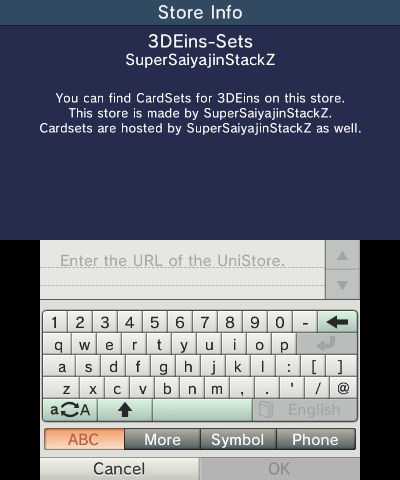 Store Info
3DEins-Sets
SuperSaiyajinStackZ
You can find CardSets for 3DEins on this store.
This store is made by SuperSaiyajinStackZ.
Cardsets are hosted by SuperSaiyajinStackZ as well.
Enter the URL of the UniStore.
1 2 3 4 5 6 7 8 9 0 -
q w e r t y u i o p
a s d f g h j k l : [ ]
z x c v b n m , . ' / @
a A English
ABC More Symbol Phone
Cancel OK